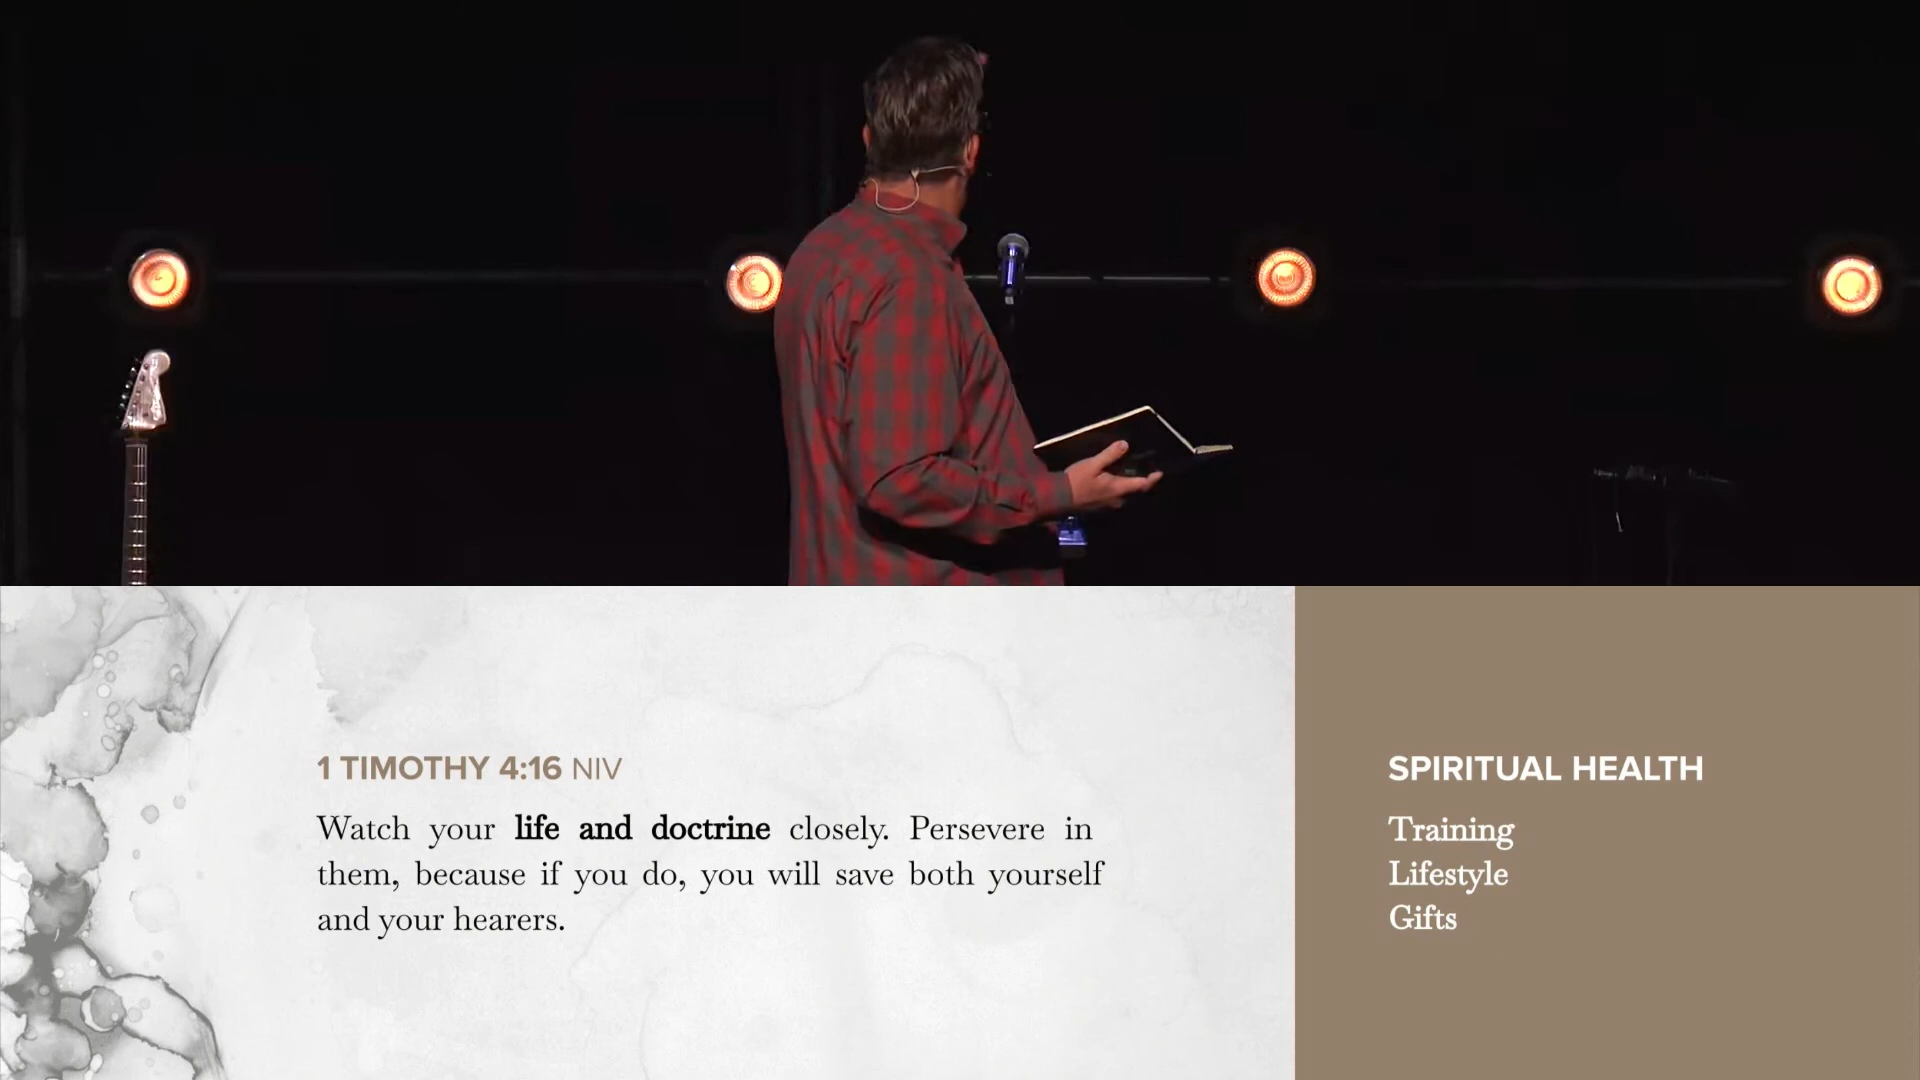 1 TIMOTHY 4:16 NIV
Watch your life and doctrine closely. Persevere in
them, because if you do, you will save both yourself
and your hearers.
SPIRITUAL HEALTH
Training
Lifestyle
Gifts